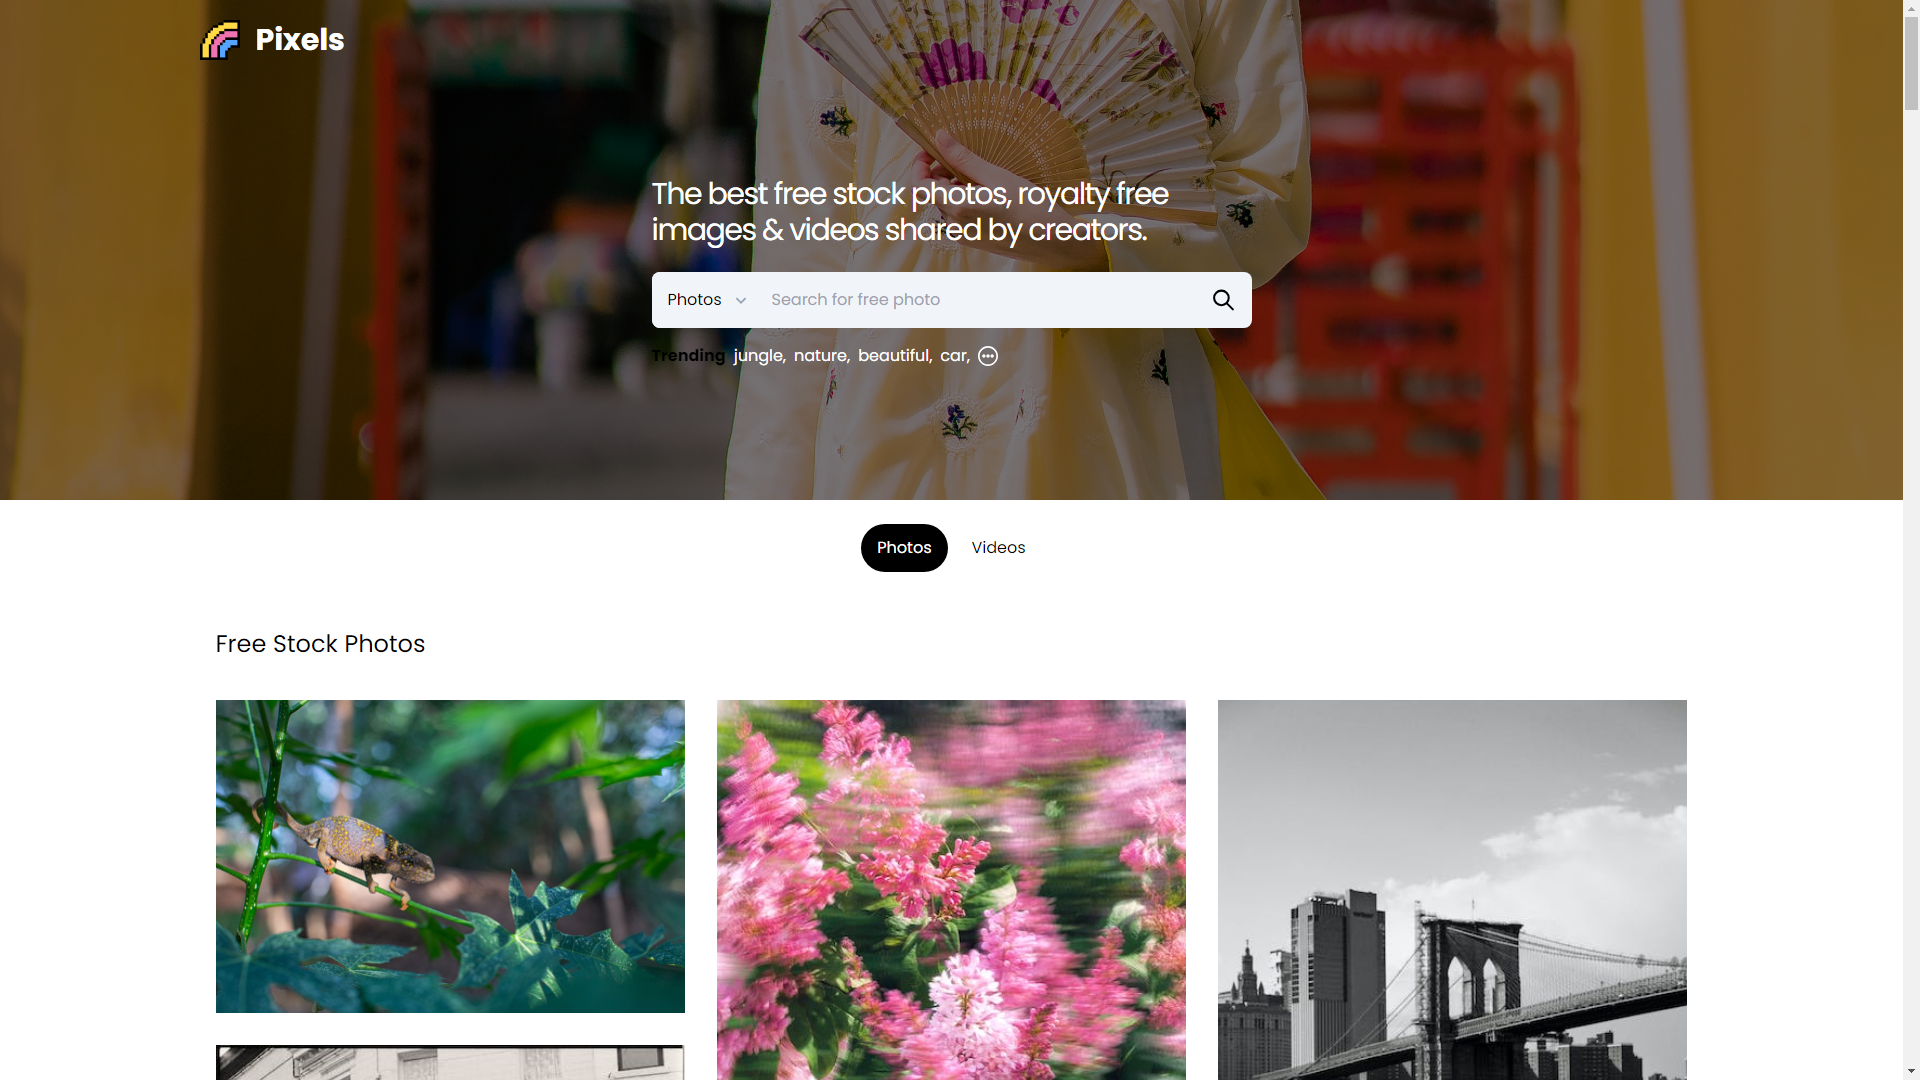 Pixels
The best free stock photos, royalty free
images & videos shared by creators.
Photos Search for free photo
Trending jungle, nature, beautiful, car,
Photos Videos
Free Stock Photos